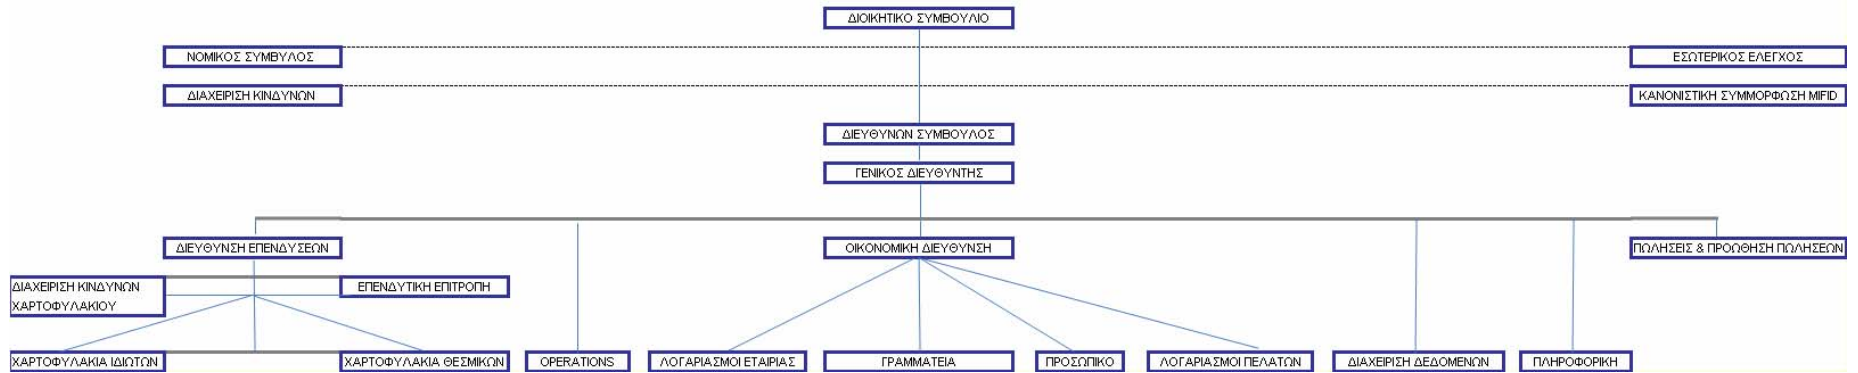 ΔΙΟΙΚΗΤΙΚΟ ΣΥΜΒΟΥΛΙΟ
ΝΟΜΙΚΟΣ ΣΥΜΒΥΛΟΣ
ΕΣΩΤΕΡΙΚΟΣ ΕΛΕΓΧΟΣ
ΔΙΑΧΕΙΡΙΣΗ ΚΙΝΔΥΝΩΝ
ΚΑΝΟΝΙΣΤΙΚΗ ΣΥΜΜΟΡΦΩΣΗ MIFID
ΔΙΕΥΘΥΝΩΝ ΣΥΜΒΟΥΛΟΣ
ΓΕΝΙΚΟΣ ΔΙΕΥΘΥΝΤΗΣ
ΔΙΕΥΘΥΝΣΗ ΕΠΕΝΔΥΣΕΩΝ
ΟΙΚΟΝΟΜΙΚΗ ΔΙΕΥΘΥΝΣΗ
ΠΩΛΗΣΕΙΣ & ΠΡΟΩΘΗΣΗ ΠΩΛΗΣΕΩΝ
ΔΙΑΧΕΙΡΙΣΗ ΚΙΝΔΥΝΩΝ
ΧΑΡΤΟΦΥΛΑΚΙΟΥ
ΕΠΕΝΔΥΤΙΚΗ ΕΠΙΤΡΟΠΗ
ΧΑΡΤΟΦΥΛΑΚΙΑ ΙΔΙΩΤΩΝ
ΧΑΡΤΟΦΥΛΑΚΙΑ ΘΕΣΜΙΚΩΝ
OPERATIONS
ΛΟΓΑΡΙΑΣΜΟΙ ΕΤΑΙΡΙΑΣ
ΓΡΑΜΜΑΤΕΙΑ
ΠΡΟΣΩΠΙΚΟ
ΛΟΓΑΡΙΑΣΜΟΙ ΠΕΛΑΤΩΝ
ΔΙΑΧΕΙΡΙΣΗ ΔΕΔΟΜΕΝΩΝ
ΠΛΗΡΟΦΟΡΙΚΗ